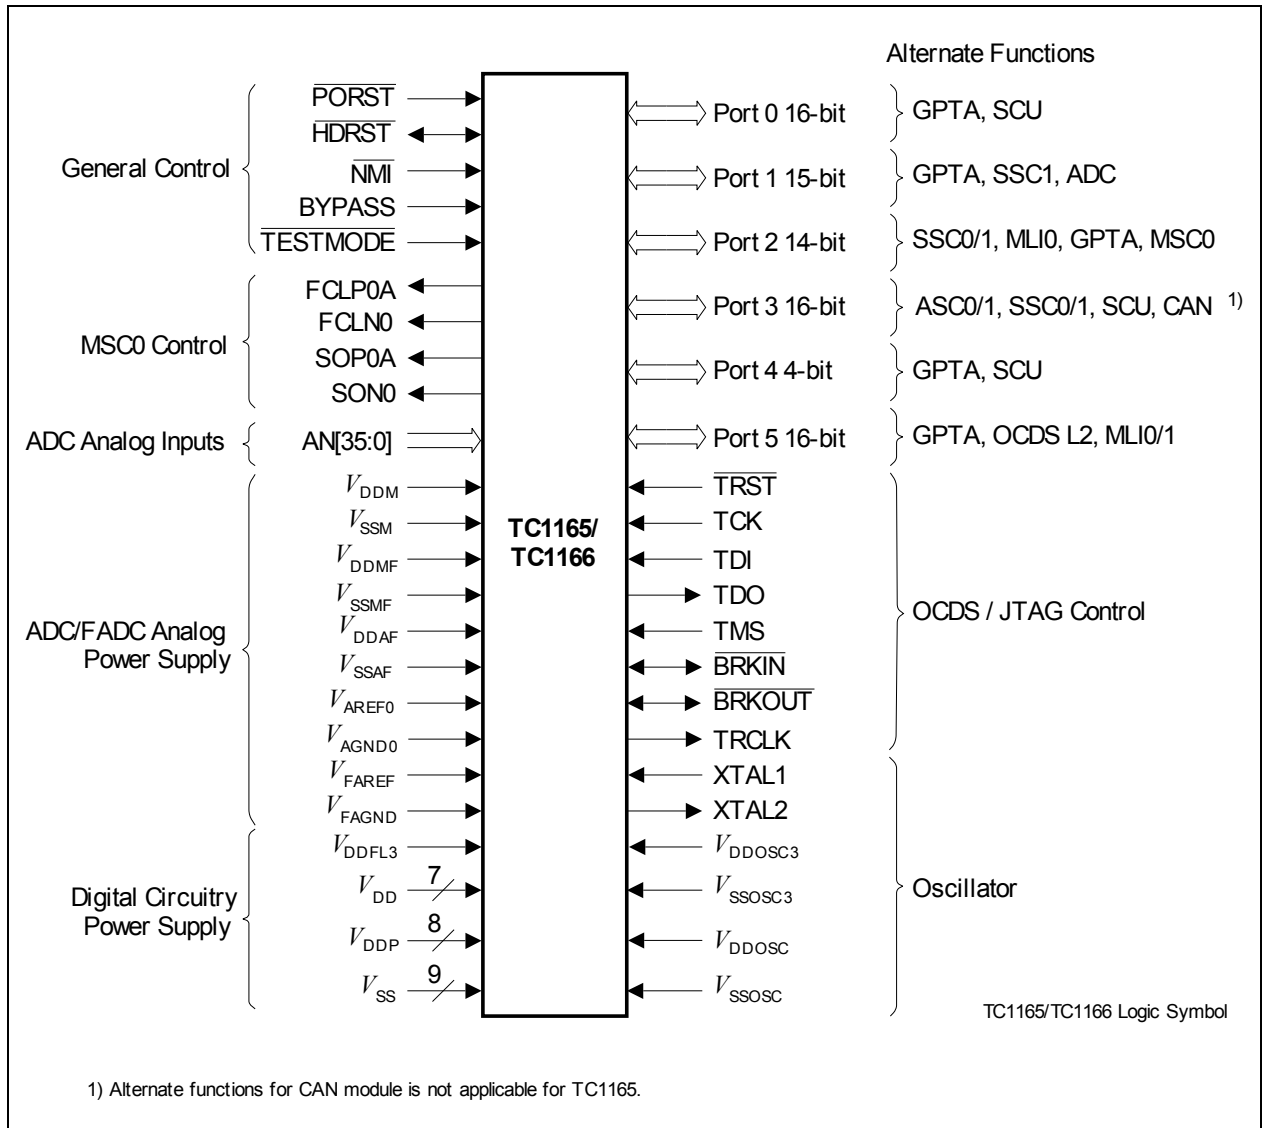 Alternate Functions
General Control
PORST
HDRST
NMI
BYPASS
TESTMODE
MSC0 Control
FCLP0A
FCLN0
SOP0A
SON0
ADC Analog Inputs
AN[35:0]
ADC/FADC Analog
Power Supply
VDDM
VSSM
VDDMF
VSSMF
VDDAF
VSSAF
VAREF0
VAGND0
VFAREF
VFAGND
Digital Circuitry
Power Supply
VDDFL3
VDD 7
VDDP 8
VSS 9
TC1165/
TC1166
Port 0 16-bit GPTA, SCU
Port 1 15-bit GPTA, SSC1, ADC
Port 2 14-bit SSC0/1, MLI0, GPTA, MSC0
Port 3 16-bit ASC0/1, SSC0/1, SCU, CAN 1)
Port 4 4-bit GPTA, SCU
Port 5 16-bit GPTA, OCDS L2, MLI0/1
TRST
TCK
TDI
TDO
TMS
BRKIN
BRKOUT
TRCLK
OCDS / JTAG Control
XTAL1
XTAL2
VDDOSC3
VSSOSC3
VDDOSC
VSSOSC
Oscillator
TC1165/TC1166 Logic Symbol
1) Alternate functions for CAN module is not applicable for TC1165.